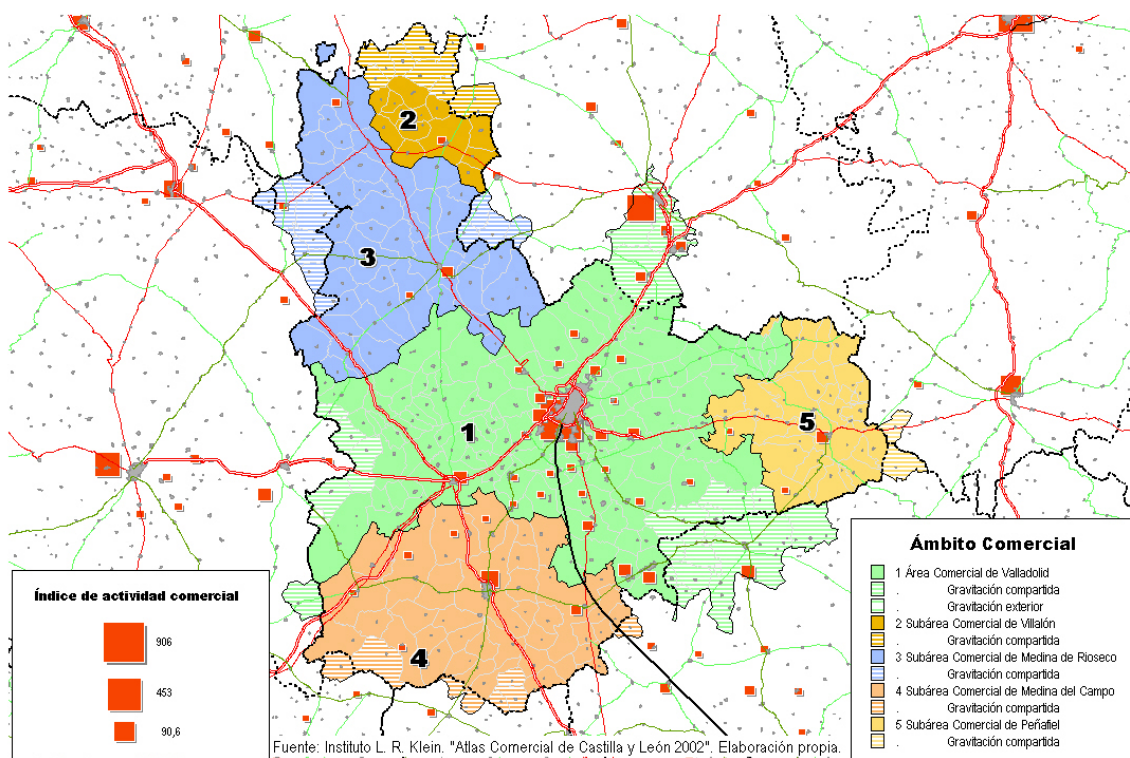 2
3
1
5
4
Índice de actividad comercial
906
453
90,6
Ámbito Comercial
1 Área Comercial de Valladolid
. Gravitación compartida
. Gravitación exterior
2 Subárea Comercial de Villalón
. Gravitación compartida
3 Subárea Comercial de Medina de Rioseco
. Gravitación compartida
4 Subárea Comercial de Medina del Campo
. Gravitación compartida
5 Subárea Comercial de Peñafiel
. Gravitación compartida
Fuente: Instituto L. R. Klein. "Atlas Comercial de Castilla y León 2002". Elaboración propia.